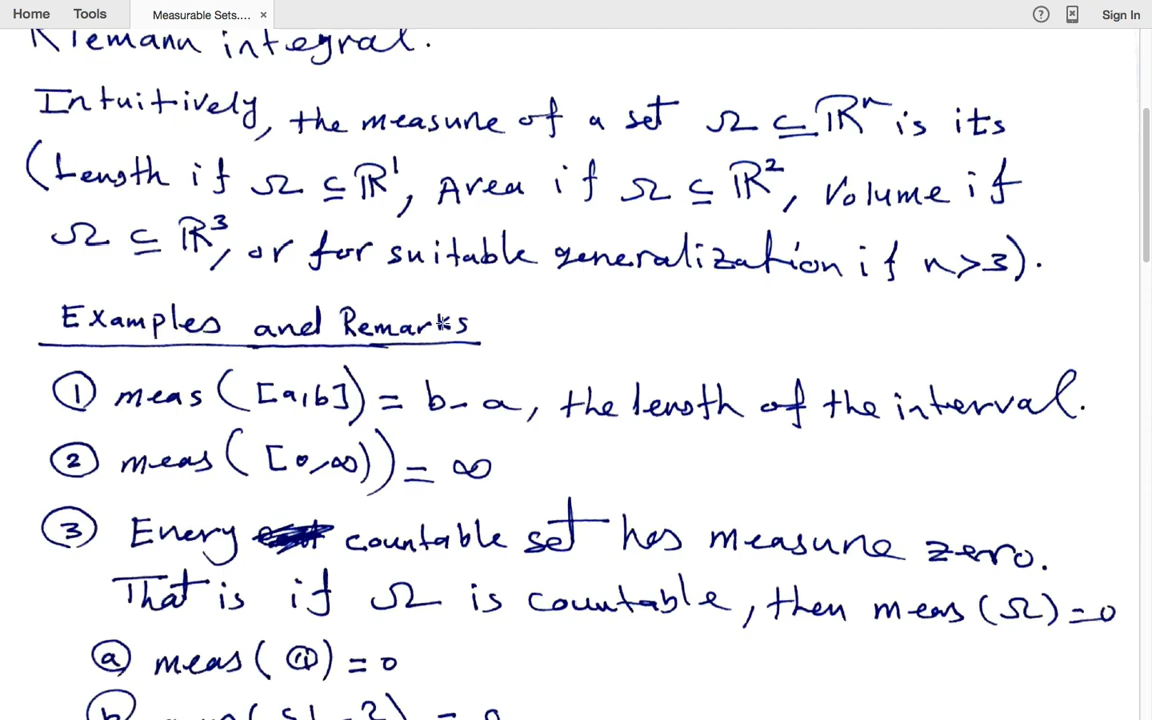 Home Tools Measurable Sets.... × ? Sign In
Riemann integral.
Intuitively, the measure of a set Ω ⊆ ℝⁿ is its
(Length if Ω ⊆ ℝ¹, Area if Ω ⊆ ℝ², Volume if
Ω ⊆ ℝ³, or for suitable generalization if n>3).
Examples and Remarks
① meas([a,b]) = b-a, the length of the interval.
② meas([0,∞)) = ∞
③ Every countable set has measure zero.
That is if Ω is countable, then meas(Ω)=0
ⓐ meas(ℚ) = 0